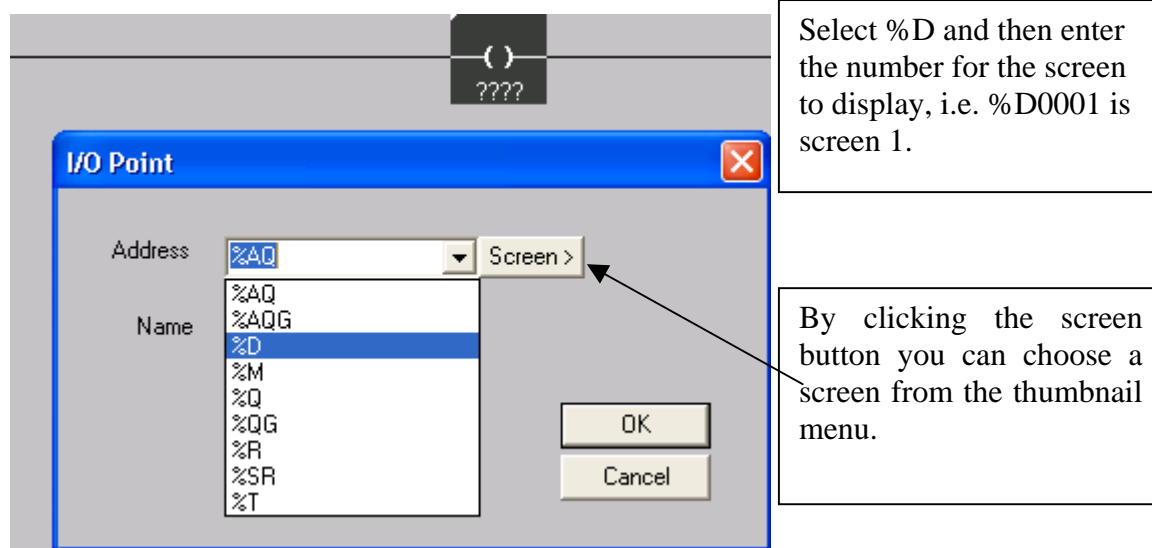 ( )
????
I/O Point
Address
%AQ
Screen >
%AQ
%AQG
%D
%M
%Q
%QG
%R
%SR
%T
Name
OK
Cancel
Select %D and then enter
the number for the screen
to display, i.e. %D0001 is
screen 1.
By clicking the screen
button you can choose a
screen from the thumbnail
menu.